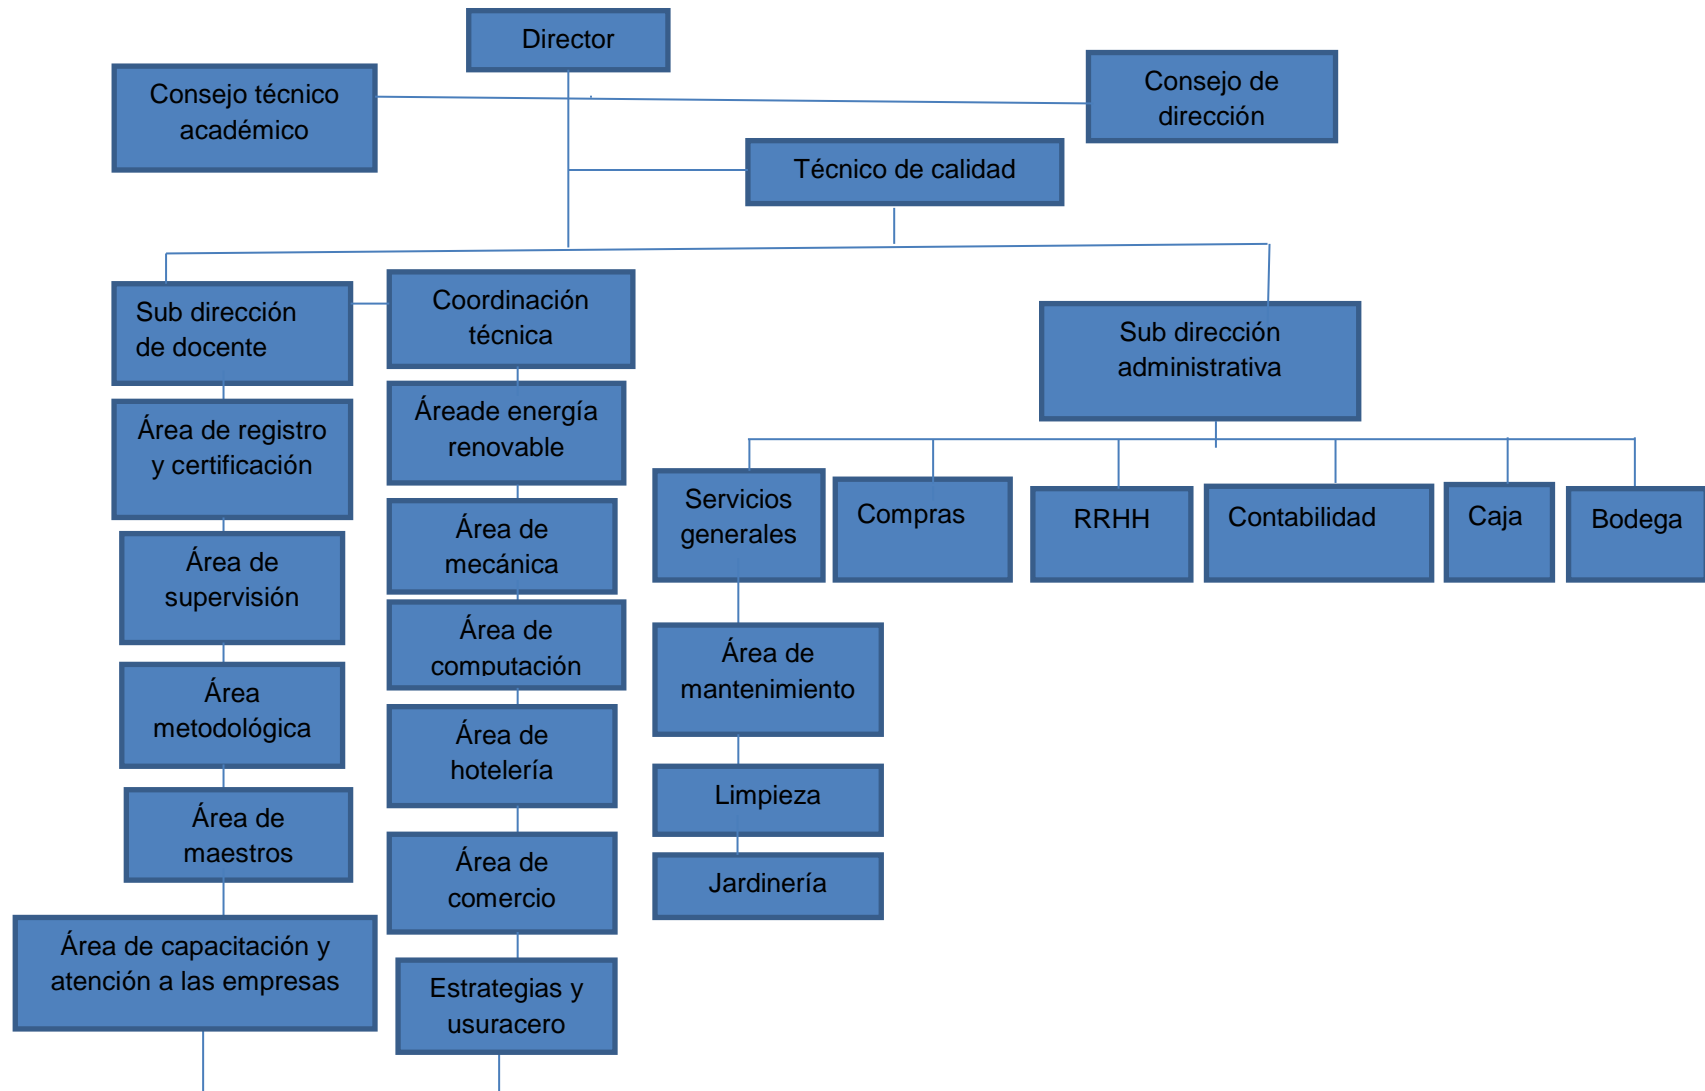 Director
Consejo técnico
académico
Consejo de
dirección
Técnico de calidad
Sub dirección
de docente
Coordinación
técnica
Sub dirección
administrativa
Área de registro
y certificación
Áreade energía
renovable
Servicios
generales
Compras
RRHH
Contabilidad
Caja
Bodega
Área de
supervisión
Área de
mecánica
Área de
computación
Área de
mantenimiento
Área
metodológica
Área de
hotelería
Limpieza
Área de
maestros
Área de
comercio
Jardinería
Área de capacitación y
atención a las empresas
Estrategias y
usuracero